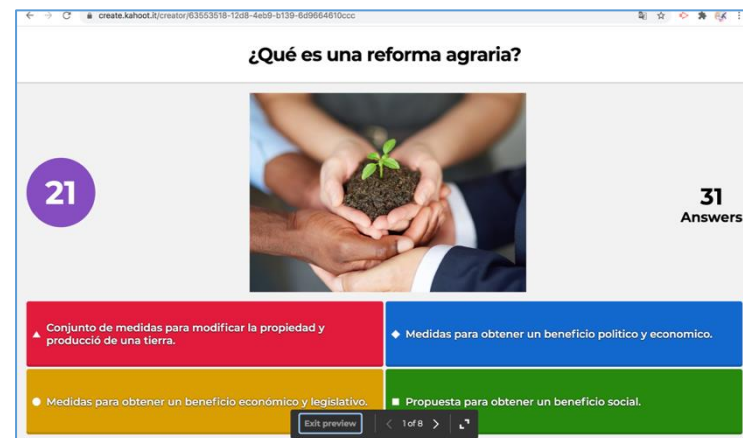 create.kahoot.it/creator/63553518-12d8-4eb9-b139-6d9664610ccc
¿Qué es una reforma agraria?
21
31
Answers
Conjunto de medidas para modificar la propiedad y
producció de una tierra.
Medidas para obtener un beneficio politico y economico.
Medidas para obtener un beneficio económico y legislativo.
Propuesta para obtener un beneficio social.
Exit preview
1 of 8